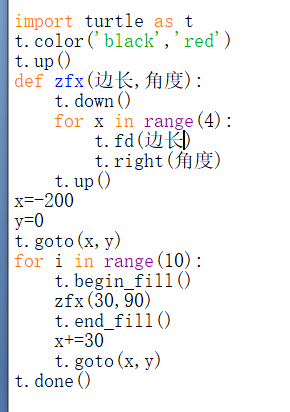 import turtle as t
t.color('black','red')
t.up()
def zfx(边长,角度):
    t.down()
    for x in range(4):
        t.fd(边长)
        t.right(角度)
    t.up()
x=-200
y=0
t.goto(x,y)
for i in range(10):
    t.begin_fill()
    zfx(30,90)
    t.end_fill()
    x+=30
    t.goto(x,y)
t.done()